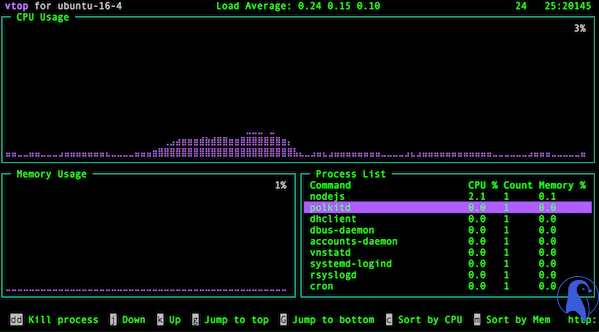 vtop for ubuntu-16-4 Load Average: 0.24 0.15 0.10 24 25:20145
CPU Usage
3%
Memory Usage
1%
Process List
Command CPU % Count Memory %
nodejs 2.1 1 0.1
polkitd 0.0 1 0.0
dhclient 0.0 1 0.0
dbus-daemon 0.0 1 0.0
accounts-daemon 0.0 1 0.0
vnstatd 0.0 1 0.0
systemd-logind 0.0 1 0.0
rsyslogd 0.0 1 0.0
cron 0.0 1 0.0
dd Kill process j Down k Up g Jump to top G Jump to bottom c Sort by CPU m Sort by Mem http: